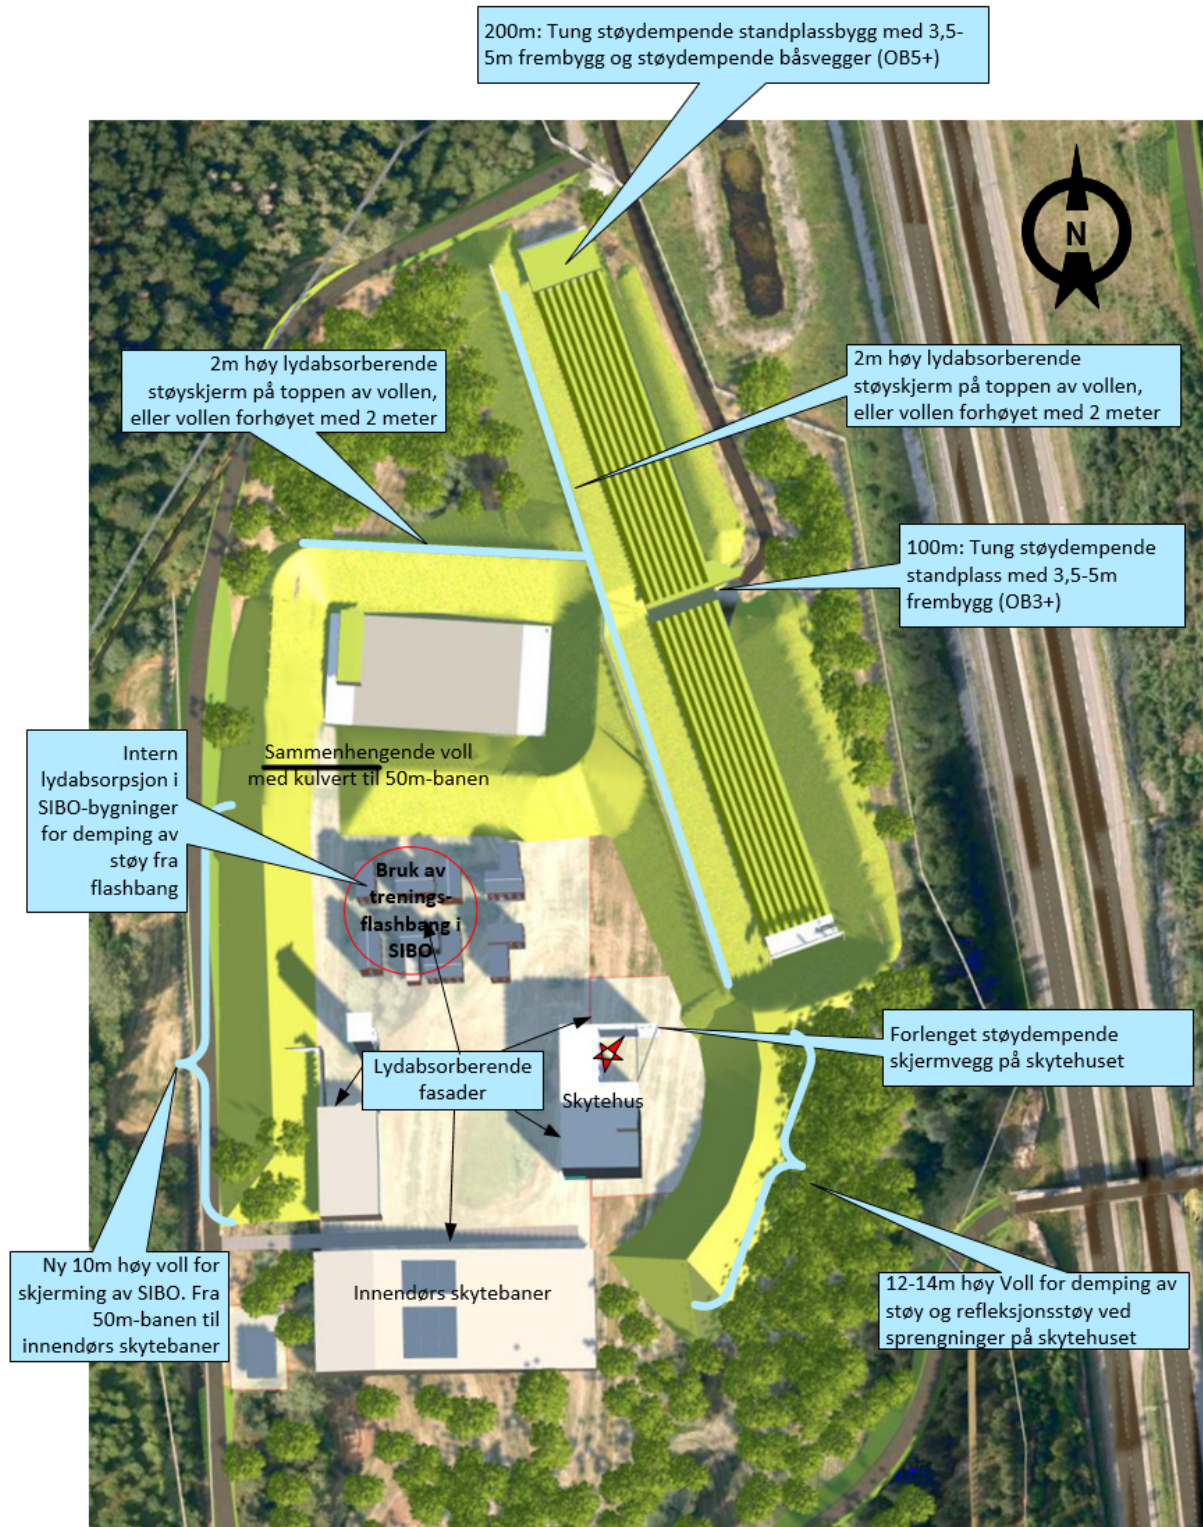 200m: Tung støydempende standplassbygg med 3,5-
5m frembygg og støydempende båsvegger (OB5+)
N
2m høy lydabsorberende
støyskjerm på toppen av vollen,
eller vollen forhøyet med 2 meter
2m høy lydabsorberende
støyskjerm på toppen av vollen,
eller vollen forhøyet med 2 meter
100m: Tung støydempende
standplass med 3,5-5m
frembygg (OB3+)
Intern
lydabsorpsjon i
SIBO-bygninger
for demping av
støy fra
flashbang
Sammenhengende voll
med kulvert til 50m-banen
Bruk av
trenings-
flashbang i
SIBO
Forlenget støydempende
skjermvegg på skytehuset
Lydabsorberende
fasader
Skytehus
Ny 10m høy voll for
skjerming av SIBO. Fra
50m-banen til
innendørs skytebaner
Innendørs skytebaner
12-14m høy Voll for demping av
støy og refleksjonsstøy ved
sprengninger på skytehuset